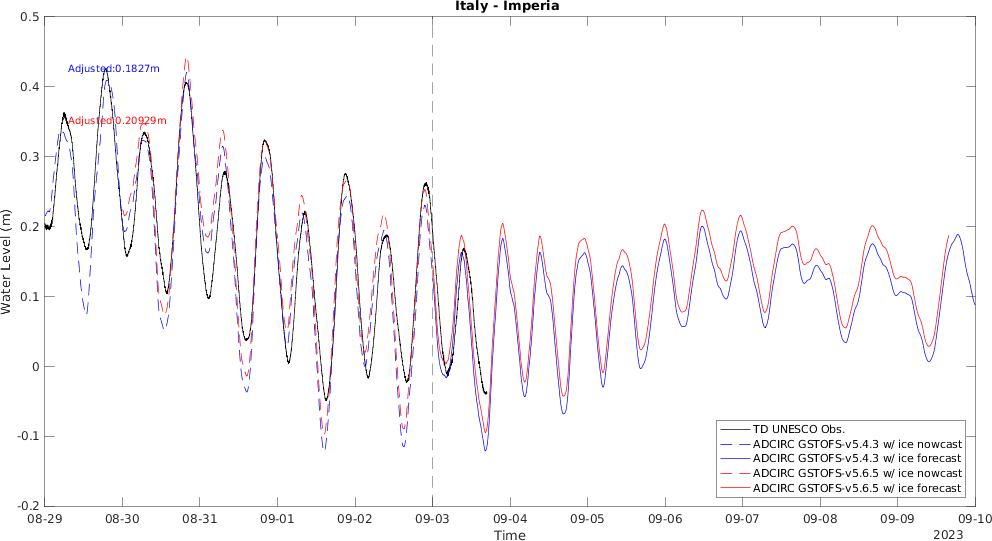 Italy - Imperia
0.5
0.4
0.3
0.2
0.1
0
-0.1
-0.2
Water Level (m)
Adjusted:0.1827m
Adjusted:0.20929m
TD UNESCO Obs.
ADCIRC GSTOFS-v5.4.3 w/ ice nowcast
ADCIRC GSTOFS-v5.4.3 w/ ice forecast
ADCIRC GSTOFS-v5.6.5 w/ ice nowcast
ADCIRC GSTOFS-v5.6.5 w/ ice forecast
08-29 08-30 08-31 09-01 09-02 09-03 09-04 09-05 09-06 09-07 09-08 09-09 09-10
Time
2023